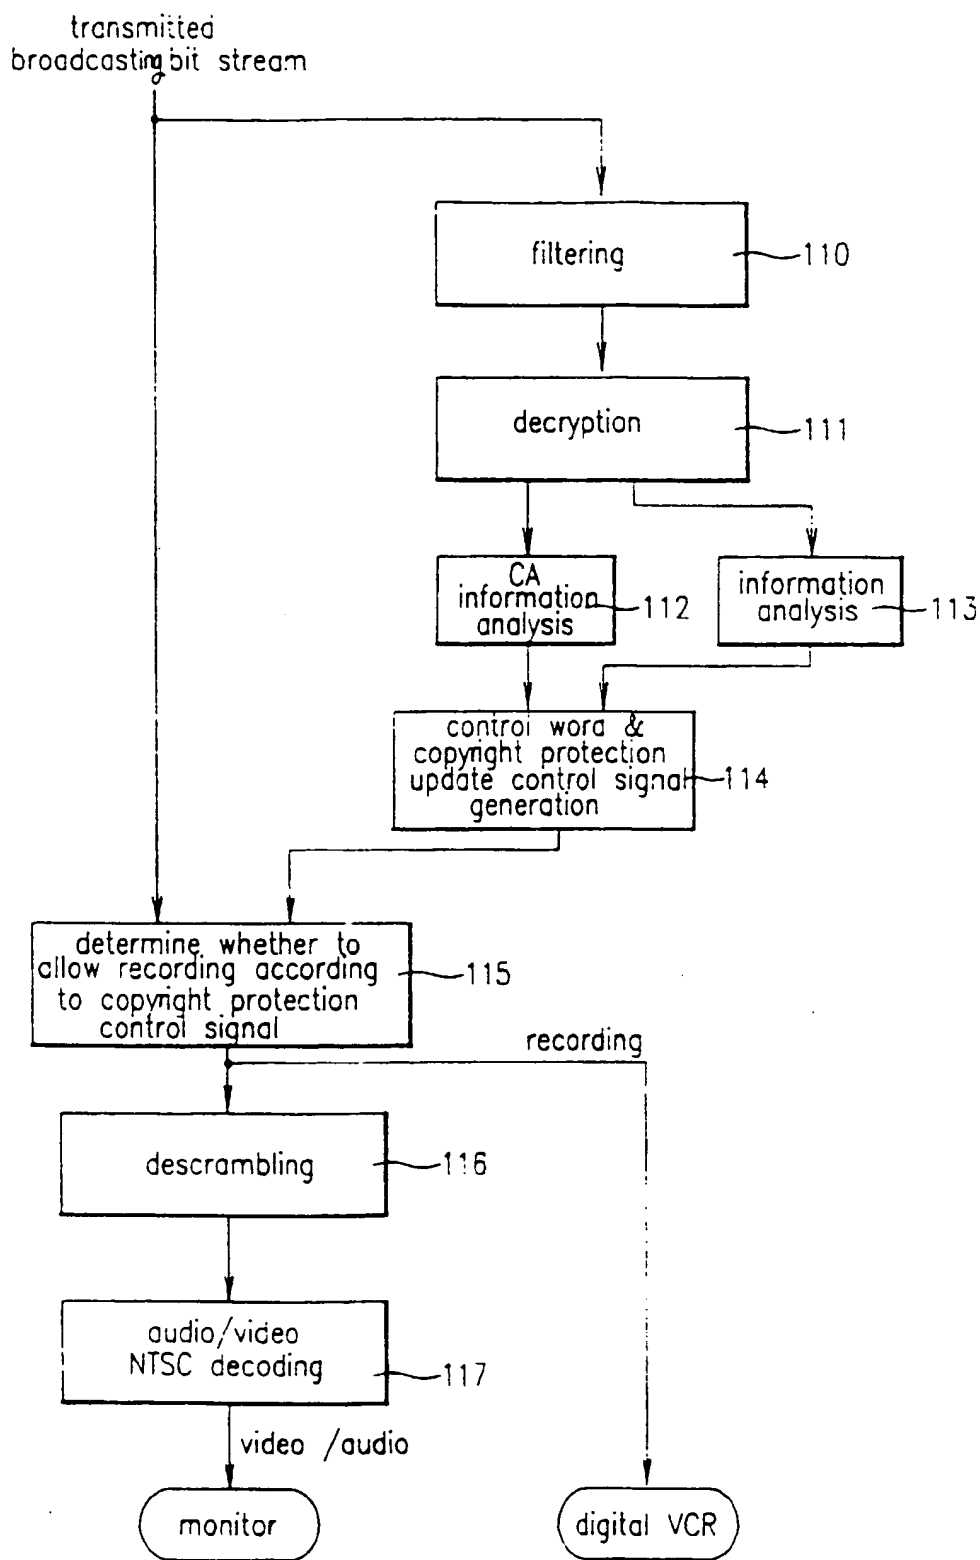 transmitted
broadcasting bit stream
filtering
110
decryption
111
CA
information
analysis
112
information
analysis
113
control word &
copyright protection
update control signal
generation
114
determine whether to
allow recording according
to copyright protection
control signal
115
recording
descrambling
116
audio/video
NTSC decoding
117
video /audio
monitor
digital VCR